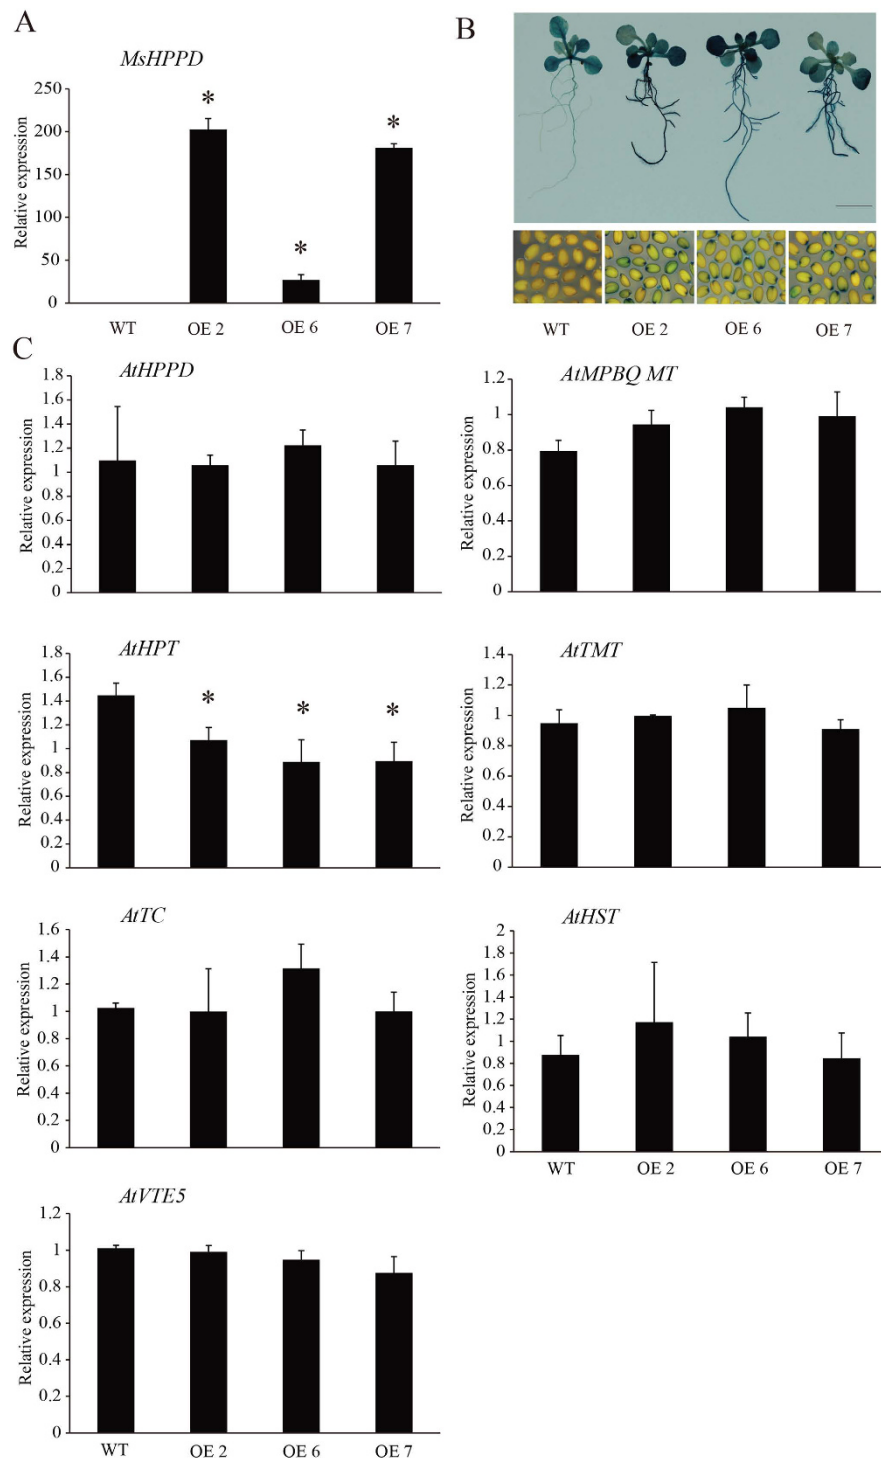 A
B
MsHPPD
250
200
150
100
50
0
Relative expression
*
*
*
WT OE 2 OE 6 OE 7
WT OE 2 OE 6 OE 7
C
AtHPPD
1.8
1.6
1.4
1.2
1
0.8
0.6
0.4
0.2
0
Relative expression
AtMPBQ MT
1.2
1
0.8
0.6
0.4
0.2
0
Relative expression
AtHPT
1.8
1.6
1.4
1.2
1
0.8
0.6
0.4
0.2
0
Relative expression
* * *
AtTMT
1.4
1.2
1
0.8
0.6
0.4
0.2
0
Relative expression
AtTC
1.6
1.4
1.2
1
0.8
0.6
0.4
0.2
0
Relative expression
AtHST
2
1.8
1.6
1.4
1.2
1
0.8
0.6
0.4
0.2
0
Relative expression
WT OE 2 OE 6 OE 7
AtVTE5
1.2
1
0.8
0.6
0.4
0.2
0
Relative expression
WT OE 2 OE 6 OE 7